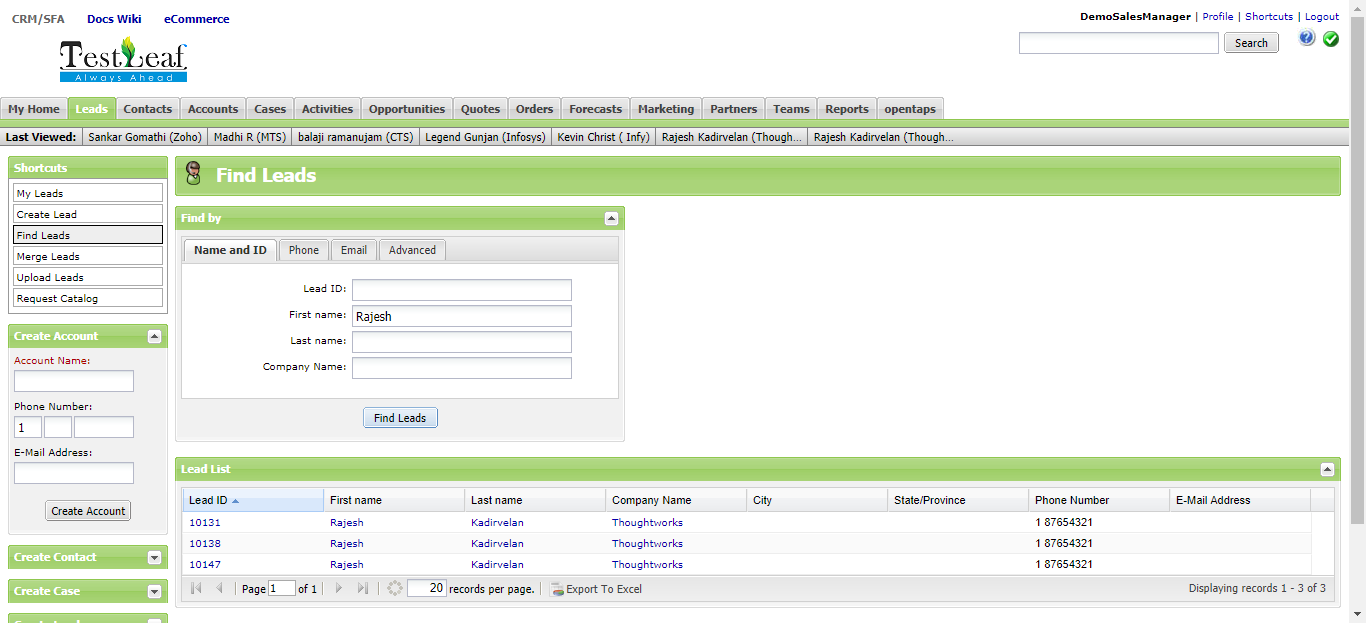 CRM/SFA Docs Wiki eCommerce
DemoSalesManager | Profile | Shortcuts | Logout
TestLeaf
Always Ahead
Search
My Home Leads Contacts Accounts Cases Activities Opportunities Quotes Orders Forecasts Marketing Partners Teams Reports opentaps
Last Viewed: Sankar Gomathi (Zoho) Madhi R (MTS) balaji ramanujam (CTS) Legend Gunjan (Infosys) Kevin Christ ( Infy) Rajesh Kadirvelan (Though... Rajesh Kadirvelan (Though...
Shortcuts
My Leads
Create Lead
Find Leads
Merge Leads
Upload Leads
Request Catalog
Create Account
Account Name:
Phone Number:
1
E-Mail Address:
Create Account
Create Contact
Create Case
Find Leads
Find by
Name and ID Phone Email Advanced
Lead ID:
First name: Rajesh
Last name:
Company Name:
Find Leads
Lead List
Lead ID First name Last name Company Name City State/Province Phone Number E-Mail Address
10131 Rajesh Kadirvelan Thoughtworks 1 87654321
10138 Rajesh Kadirvelan Thoughtworks 1 87654321
10147 Rajesh Kadirvelan Thoughtworks 1 87654321
Page 1 of 1 20 records per page. Export To Excel Displaying records 1 - 3 of 3